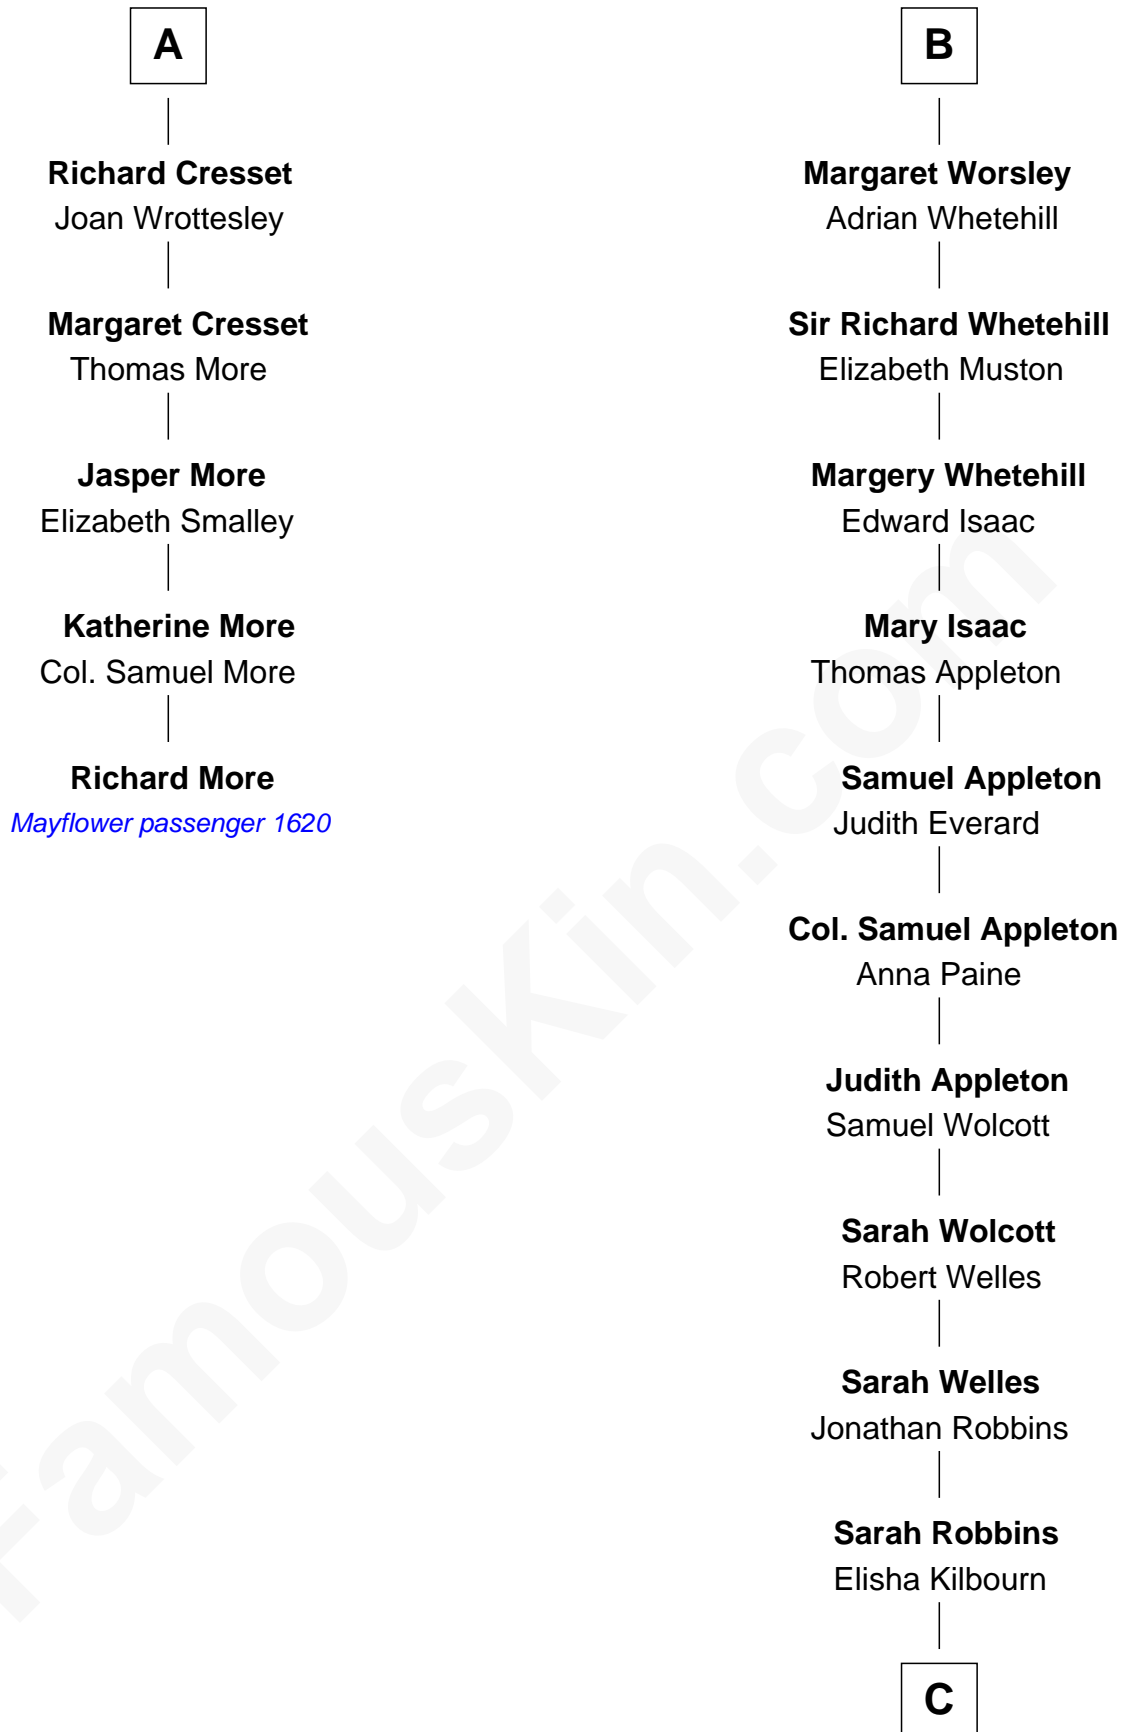 A
Richard Cresset
Joan Wrottesley
Margaret Cresset
Thomas More
Jasper More
Elizabeth Smalley
Katherine More
Col. Samuel More
Richard More
Mayflower passenger 1620
B
Margaret Worsley
Adrian Whetehill
Sir Richard Whetehill
Elizabeth Muston
Margery Whetehill
Edward Isaac
Mary Isaac
Thomas Appleton
Samuel Appleton
Judith Everard
Col. Samuel Appleton
Anna Paine
Judith Appleton
Samuel Wolcott
Sarah Wolcott
Robert Welles
Sarah Welles
Jonathan Robbins
Sarah Robbins
Elisha Kilbourn
C
FamousKin.com